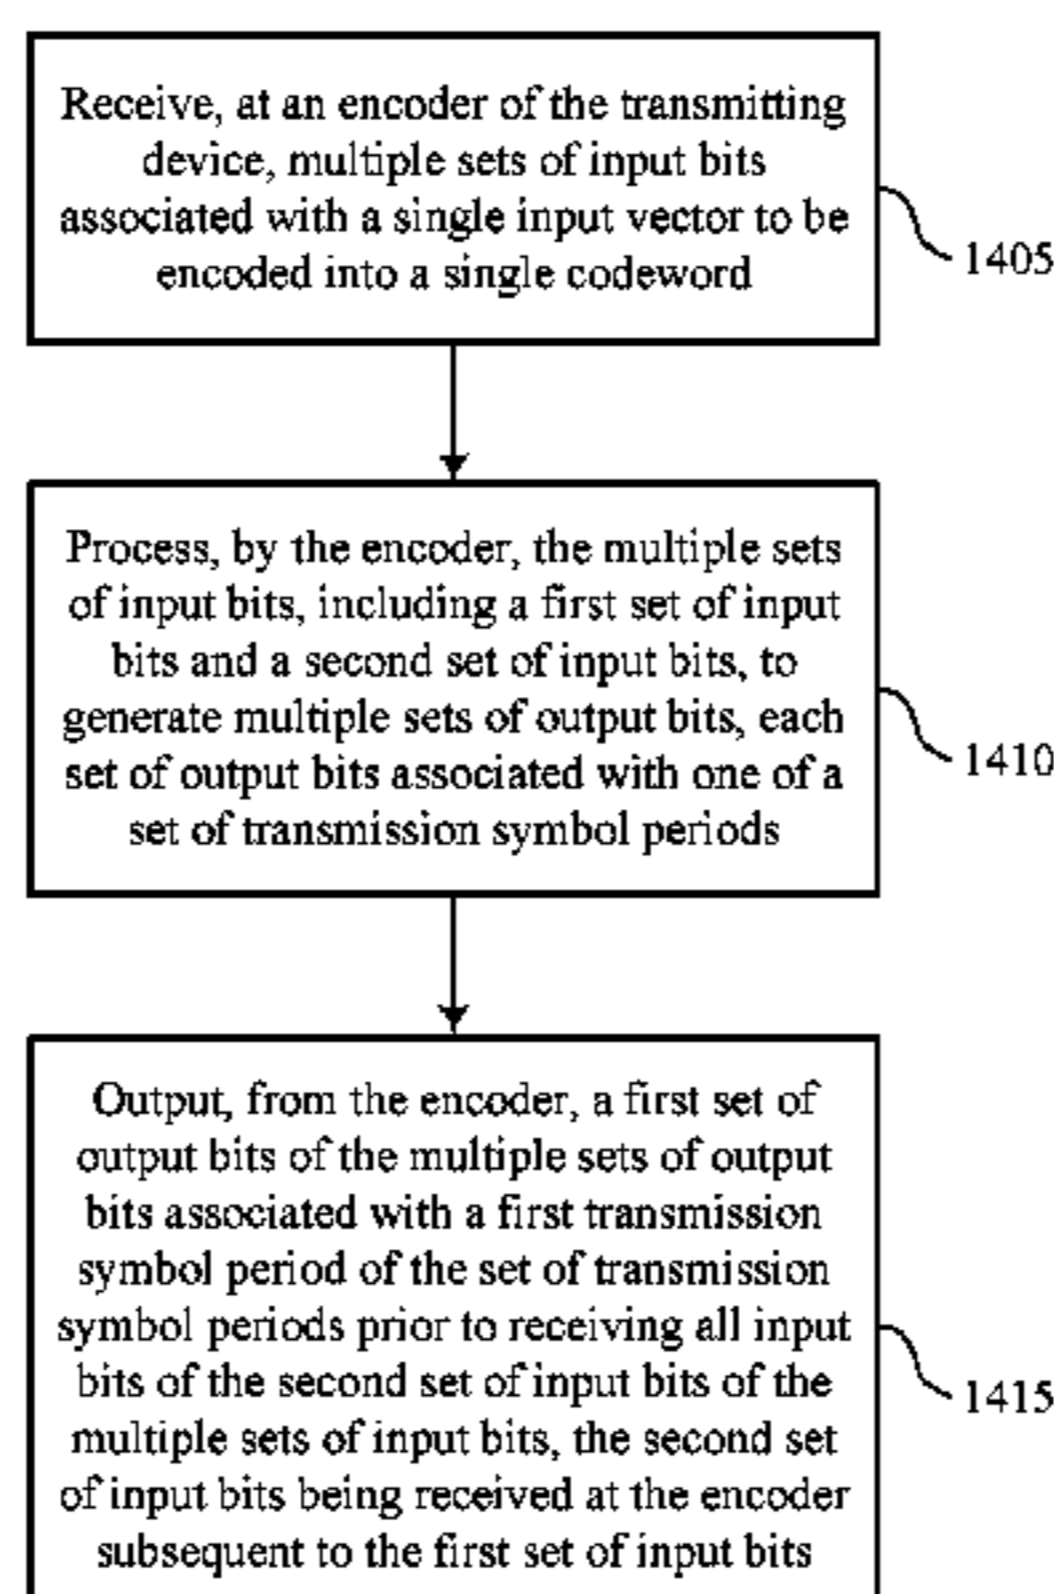 Receive, at an encoder of the transmitting
device, multiple sets of input bits
associated with a single input vector to be
encoded into a single codeword
1405
Process, by the encoder, the multiple sets
of input bits, including a first set of input
bits and a second set of input bits, to
generate multiple sets of output bits, each
set of output bits associated with one of a
set of transmission symbol periods
1410
Output, from the encoder, a first set of
output bits of the multiple sets of output
bits associated with a first transmission
symbol period of the set of transmission
symbol periods prior to receiving all input
bits of the second set of input bits of the
multiple sets of input bits, the second set
of input bits being received at the encoder
subsequent to the first set of input bits
1415